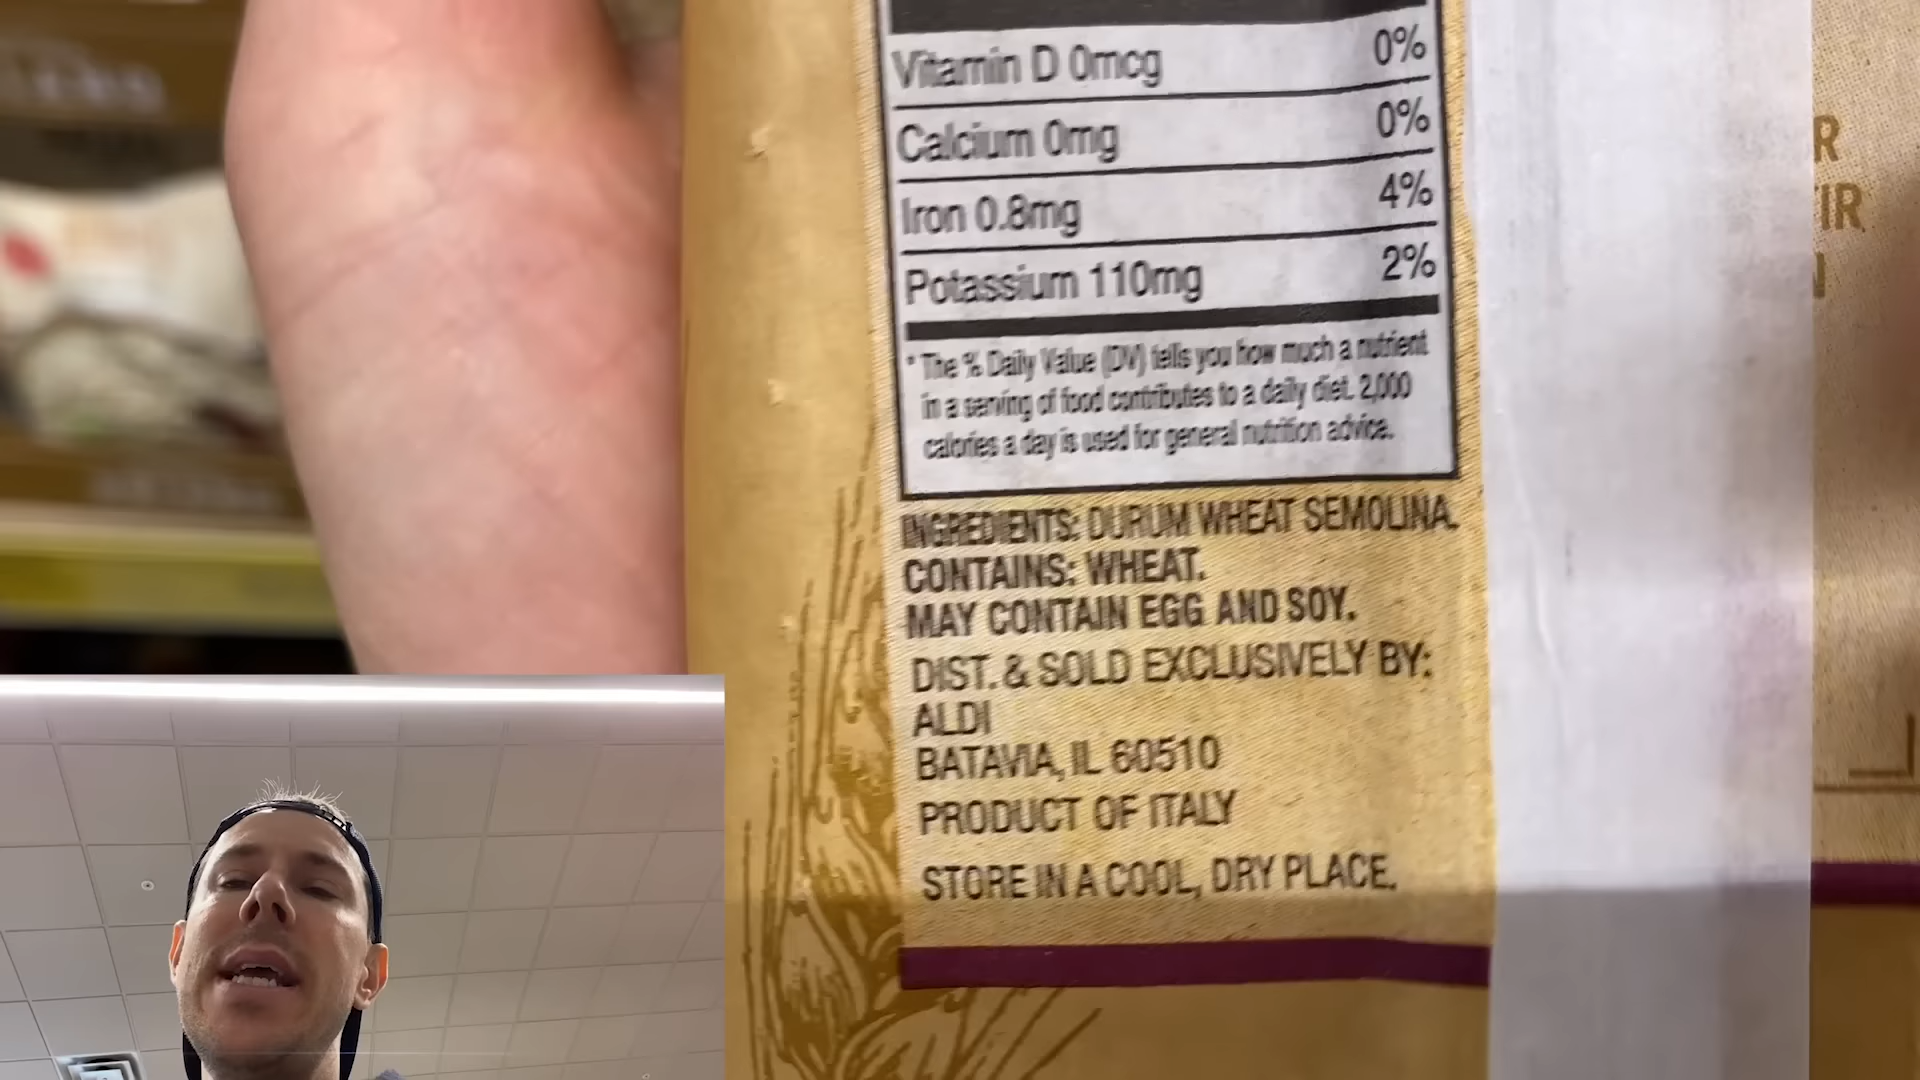 Vitamin D 0mcg 0%
Calcium 0mg 0%
Iron 0.8mg 4%
Potassium 110mg 2%
* The % Daily Value (DV) tells you how much a nutrient
in a serving of food contributes to a daily diet. 2,000
calories a day is used for general nutrition advice.
INGREDIENTS: DURUM WHEAT SEMOLINA.
CONTAINS: WHEAT.
MAY CONTAIN EGG AND SOY.
DIST. & SOLD EXCLUSIVELY BY:
ALDI
BATAVIA, IL 60510
PRODUCT OF ITALY
STORE IN A COOL, DRY PLACE.